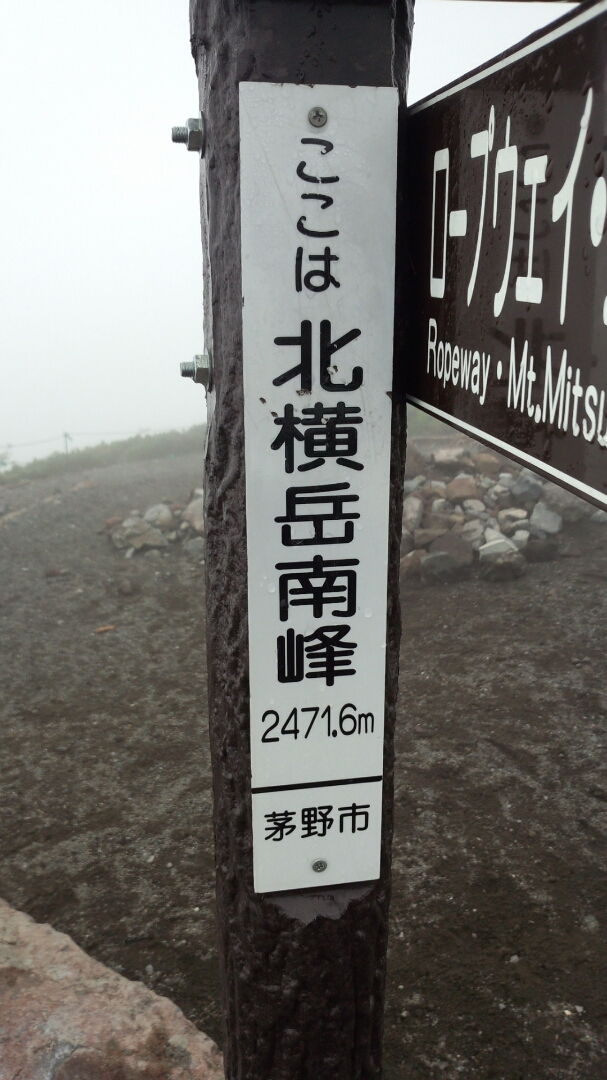 ここは
北横岳南峰
2471.6m
茅野市
ロープウェイ・
Ropeway・Mt.Mitsu